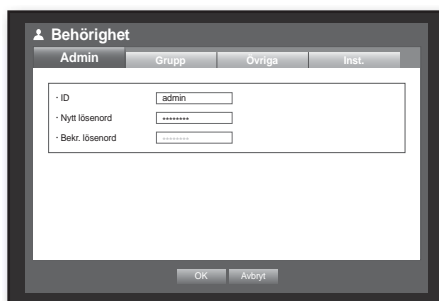 Behörighet
Admin Grupp Övriga Inst.
· ID admin
· Nytt lösenord ********
· Bekr. lösenord ********
OK Avbryt